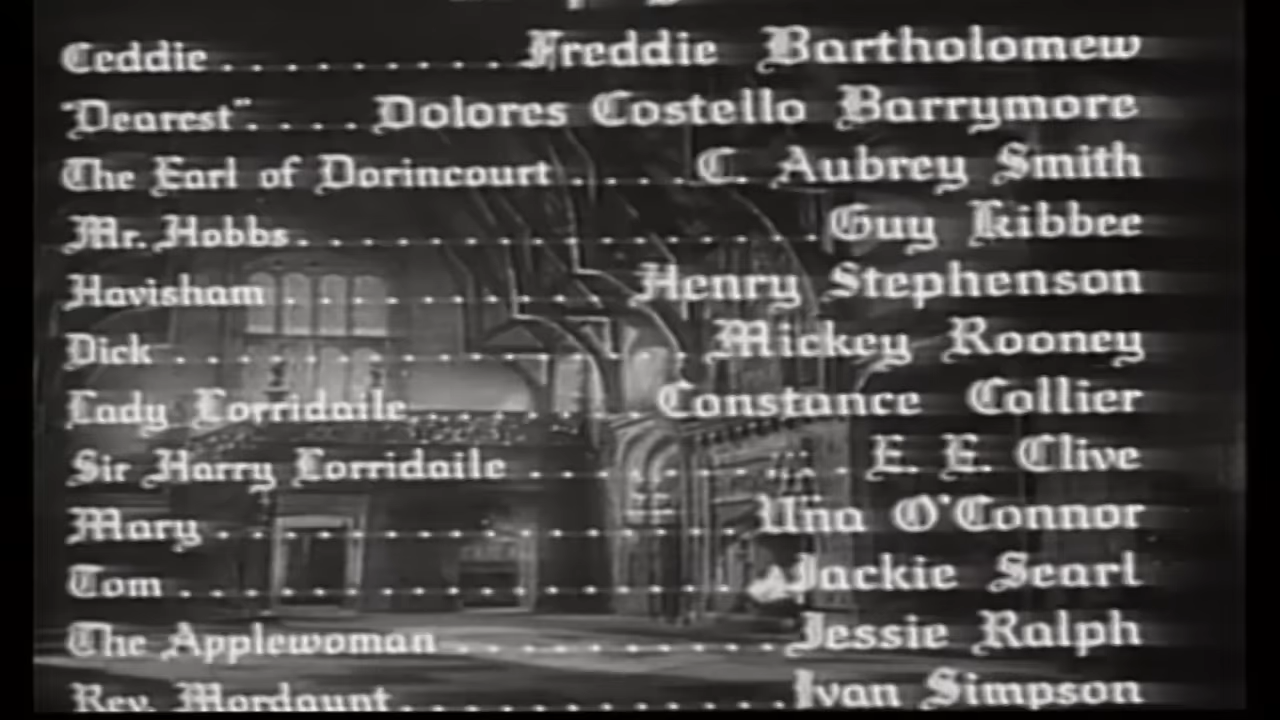 Ceddie..........Freddie Bartholomew
"Dearest"....Dolores Costello Barrymore
The Earl of Dorincourt....C. Aubrey Smith
Mr. Hobbs...............Guy Kibbee
Havisham..........Henry Stephenson
Dick...............Mickey Rooney
Lady Lorridaile.......Constance Collier
Sir Harry Lorridaile.........E. E. Clive
Mary...............Una O'Connor
Tom................Jackie Searl
The Applewoman.........Jessie Ralph
Rev. Mordaunt...........Ivan Simpson